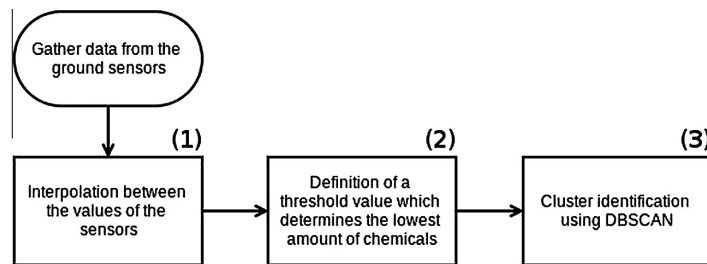 Gather data from the
ground sensors
(1)
Interpolation between
the values of the
sensors
(2)
Definition of a
threshold value which
determines the lowest
amount of chemicals
(3)
Cluster identification
using DBSCAN